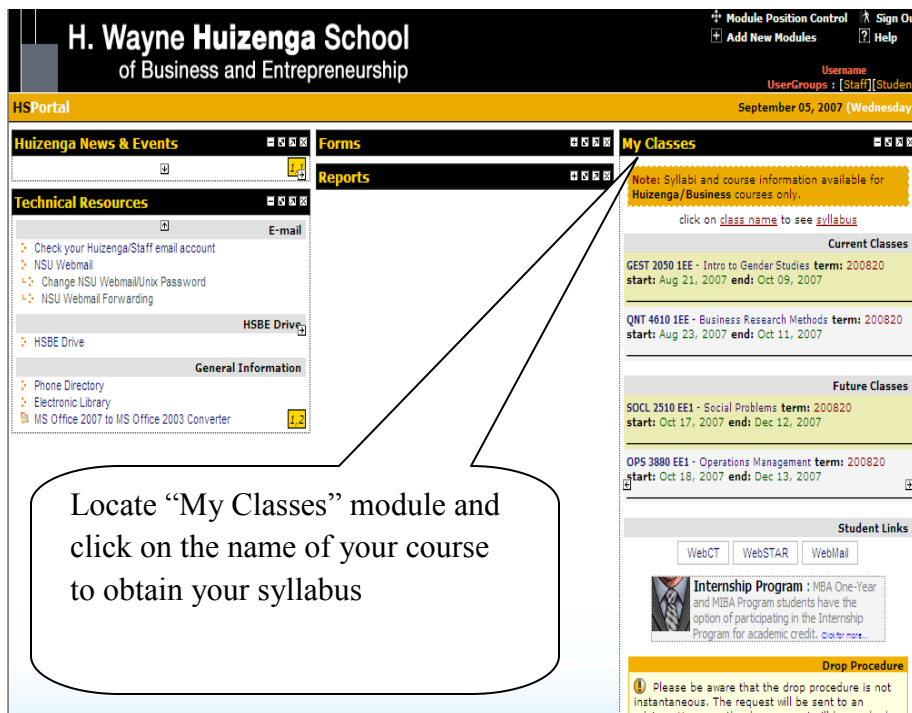 H. Wayne Huizenga School
of Business and Entrepreneurship
Module Position Control Sign Ou
Add New Modules Help
Username
UserGroups : [Staff][Studen
HSPortal
September 05, 2007 (Wednesday
Huizenga News & Events
1,1
Technical Resources
E-mail
Check your Huizenga/Staff email account
NSU Webmail
Change NSU Webmail/Unix Password
NSU Webmail Forwarding
HSBE Drive
HSBE Drive
General Information
Phone Directory
Electronic Library
MS Office 2007 to MS Office 2003 Converter
1,2
Forms
Reports
My Classes
Note: Syllabi and course information available for
Huizenga/Business courses only.
click on class name to see syllabus
Current Classes
GEST 2050 1EE - Intro to Gender Studies term: 200820
start: Aug 21, 2007 end: Oct 09, 2007
QNT 4610 1EE - Business Research Methods term: 200820
start: Aug 23, 2007 end: Oct 11, 2007
Future Classes
SOCL 2510 EE1 - Social Problems term: 200820
start: Oct 17, 2007 end: Dec 12, 2007
OPS 3880 EE1 - Operations Management term: 200820
start: Oct 18, 2007 end: Dec 13, 2007
Student Links
WebCT WebSTAR WebMail
Internship Program : MBA One-Year
and MIBA Program students have the
option of participating in the Internship
Program for academic credit. Click for more...
Drop Procedure
Please be aware that the drop procedure is not
instantaneous. The request will be sent to an
Locate “My Classes” module and
click on the name of your course
to obtain your syllabus